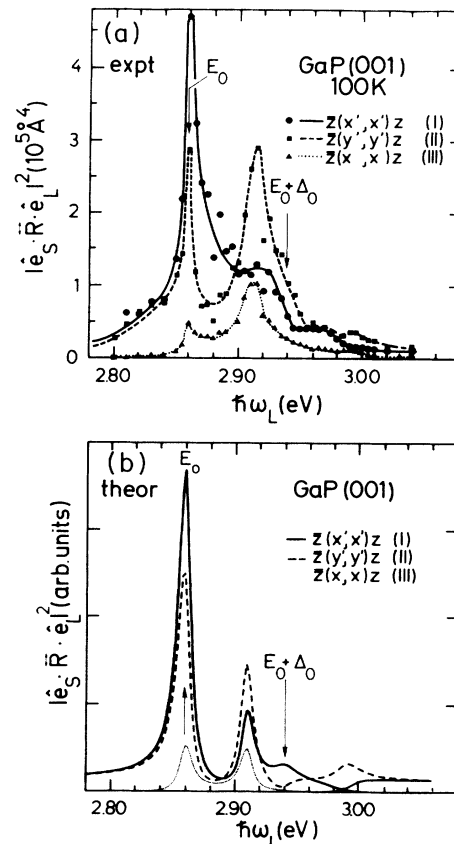 (a)
expt
E₀
GaP(001)
100K
z̄(x′,x′)z (I)
z̄(y′,y′)z (II)
z̄(x,x)z (III)
E₀+Δ₀
|ê_S·R⃡·ê_L|² (10⁵Å⁴)
4
3
2
1
0
2.80
2.90
3.00
ħω_L(eV)
(b)
theor
E₀
GaP(001)
z̄(x′,x′)z (I)
z̄(y′,y′)z (II)
z̄(x,x)z (III)
E₀+Δ₀
|ê_S·R⃡·ê_L|² (arb.units)
2.80
2.90
3.00
ħω_L(eV)